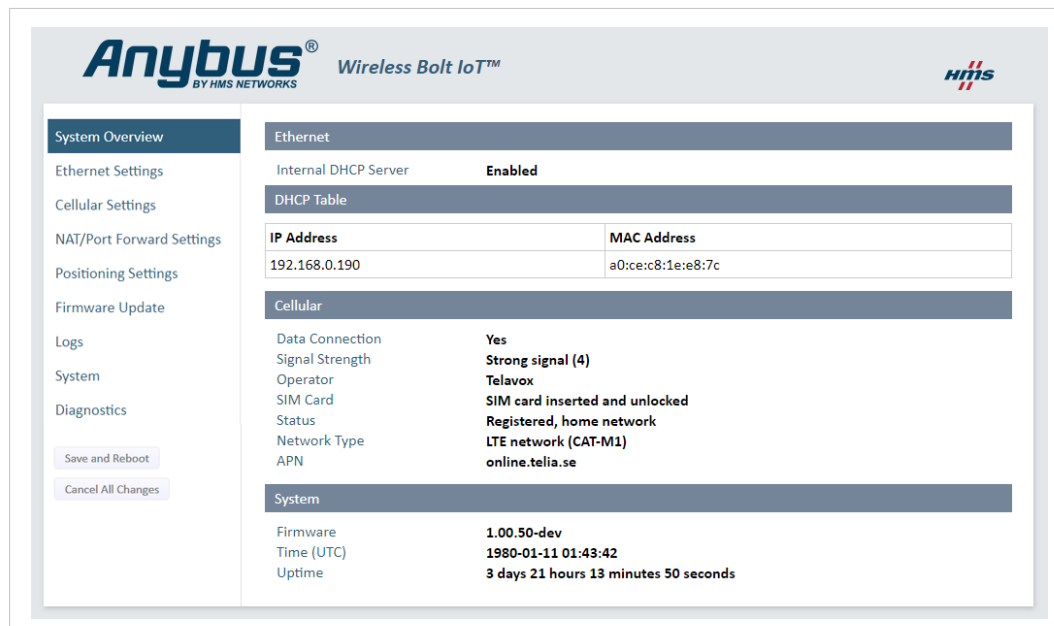 Anybus®
BY HMS NETWORKS
Wireless Bolt IoT™
HMS
System Overview
Ethernet Settings
Cellular Settings
NAT/Port Forward Settings
Positioning Settings
Firmware Update
Logs
System
Diagnostics
Save and Reboot
Cancel All Changes
Ethernet
Internal DHCP Server Enabled
DHCP Table
IP Address MAC Address
192.168.0.190 a0:ce:c8:1e:e8:7c
Cellular
Data Connection Yes
Signal Strength Strong signal (4)
Operator Telavox
SIM Card SIM card inserted and unlocked
Status Registered, home network
Network Type LTE network (CAT-M1)
APN online.telia.se
System
Firmware 1.00.50-dev
Time (UTC) 1980-01-11 01:43:42
Uptime 3 days 21 hours 13 minutes 50 seconds